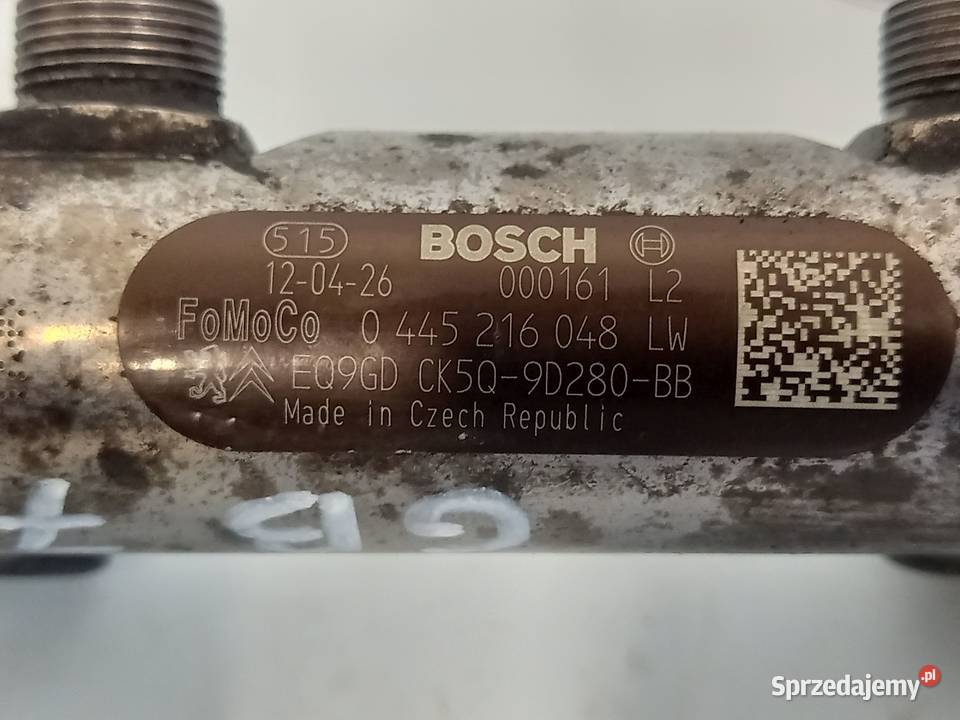 515 BOSCH
12-04-26 000161 L2
FoMoCo 0 445 216 048 LW
EQ9GD CK5Q-9D280-BB
Made in Czech Republic
Sprzedajemy.pl